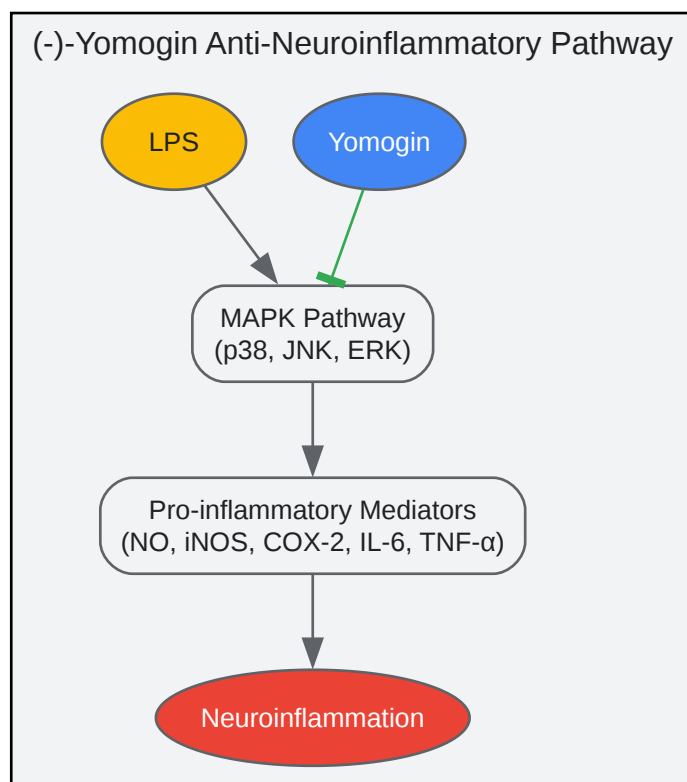 (-)-Yomogin Anti-Neuroinflammatory Pathway
LPS
Yomogin
MAPK Pathway
(p38, JNK, ERK)
Pro-inflammatory Mediators
(NO, iNOS, COX-2, IL-6, TNF-α)
Neuroinflammation